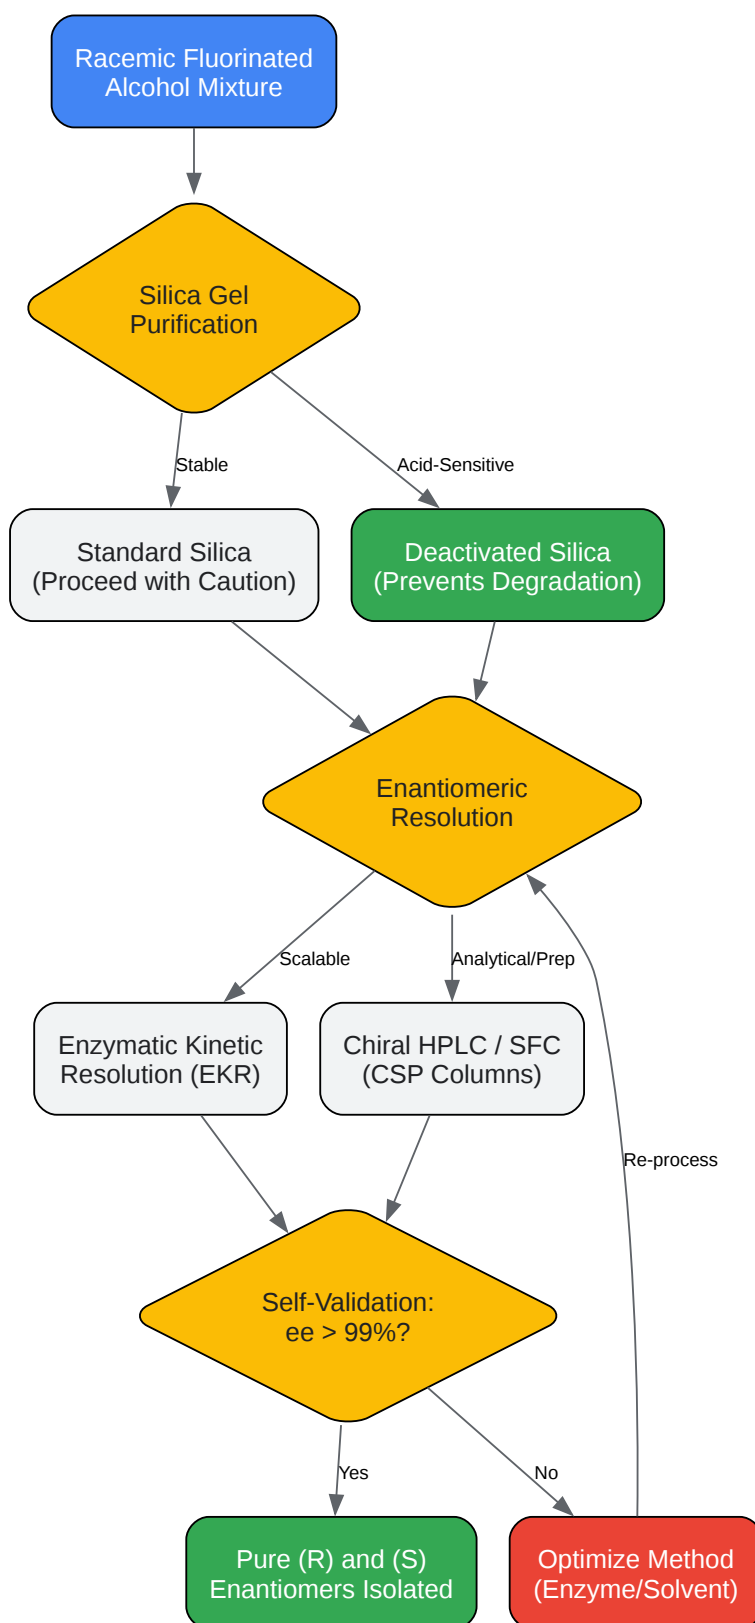 Racemic Fluorinated
Alcohol Mixture
Silica Gel
Purification
Stable
Acid-Sensitive
Standard Silica
(Proceed with Caution)
Deactivated Silica
(Prevents Degradation)
Enantiomeric
Resolution
Scalable
Analytical/Prep
Enzymatic Kinetic
Resolution (EKR)
Chiral HPLC / SFC
(CSP Columns)
Re-process
Self-Validation:
ee > 99%?
Yes
No
Pure (R) and (S)
Enantiomers Isolated
Optimize Method
(Enzyme/Solvent)